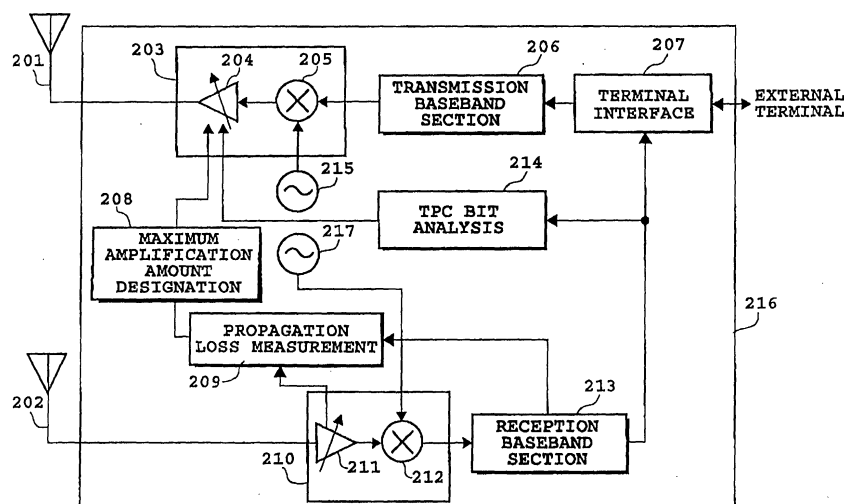 203
204
205
206
207
201
TRANSMISSION
BASEBAND
SECTION
TERMINAL
INTERFACE
EXTERNAL
TERMINAL
215
214
208
TPC BIT
ANALYSIS
217
MAXIMUM
AMPLIFICATION
AMOUNT
DESIGNATION
216
PROPAGATION
LOSS MEASUREMENT
209
202
213
RECEPTION
BASEBAND
SECTION
210
211
212